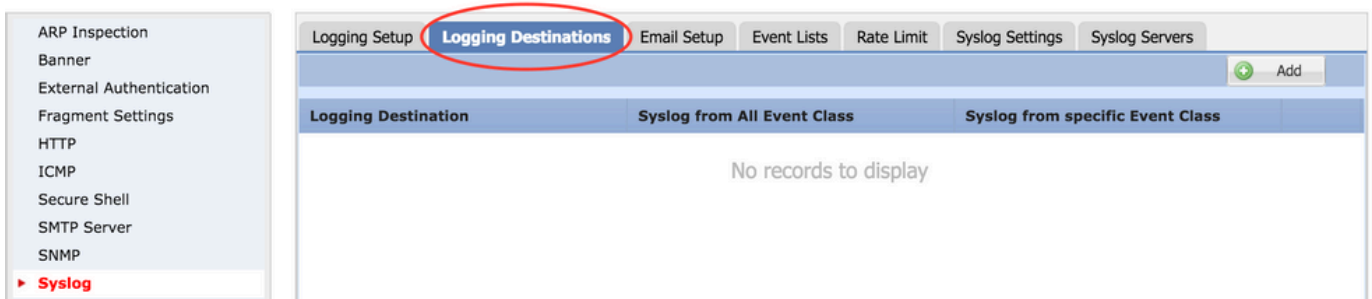 ARP Inspection
Banner
External Authentication
Fragment Settings
HTTP
ICMP
Secure Shell
SMTP Server
SNMP
Syslog
Logging Setup Logging Destinations Email Setup Event Lists Rate Limit Syslog Settings Syslog Servers
Add
Logging Destination Syslog from All Event Class Syslog from specific Event Class
No records to display